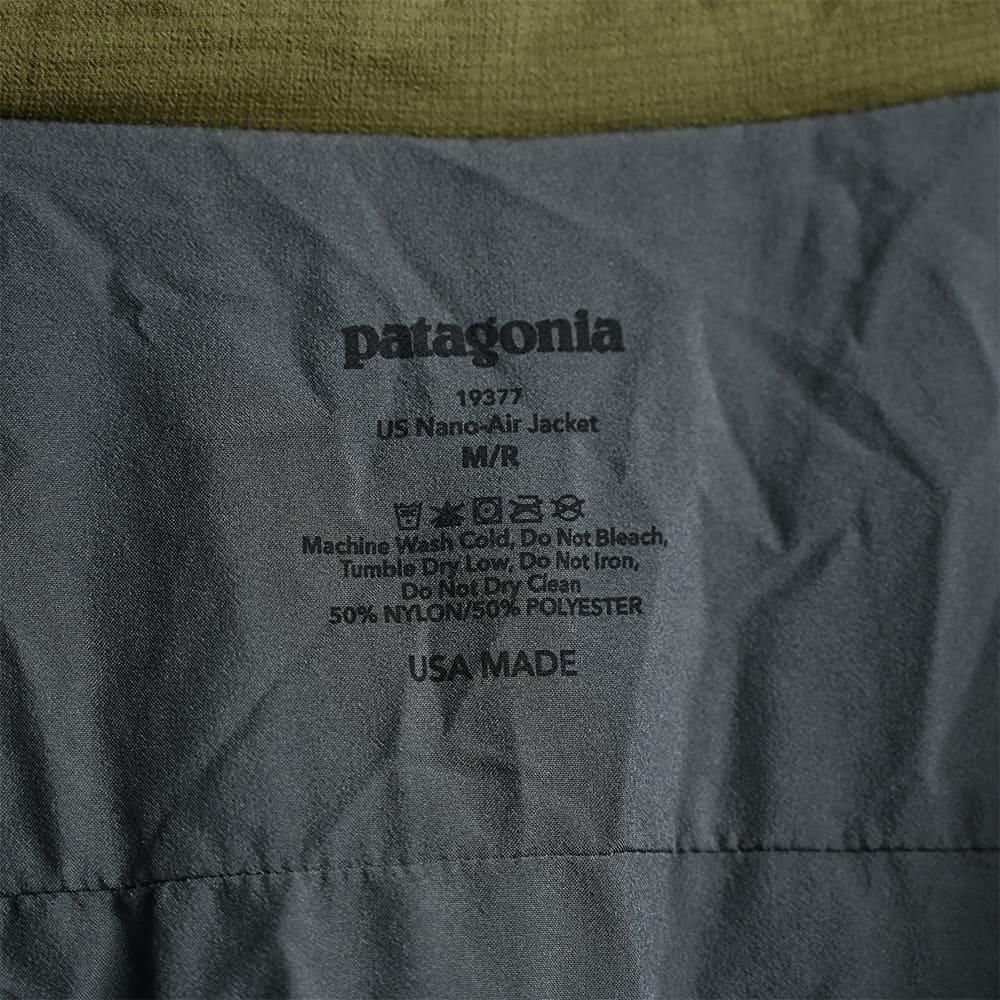 patagonia
19377
US Nano-Air Jacket
M/R
Machine Wash Cold, Do Not Bleach,
Tumble Dry Low, Do Not Iron,
Do Not Dry Clean
50% NYLON/50% POLYESTER
USA MADE